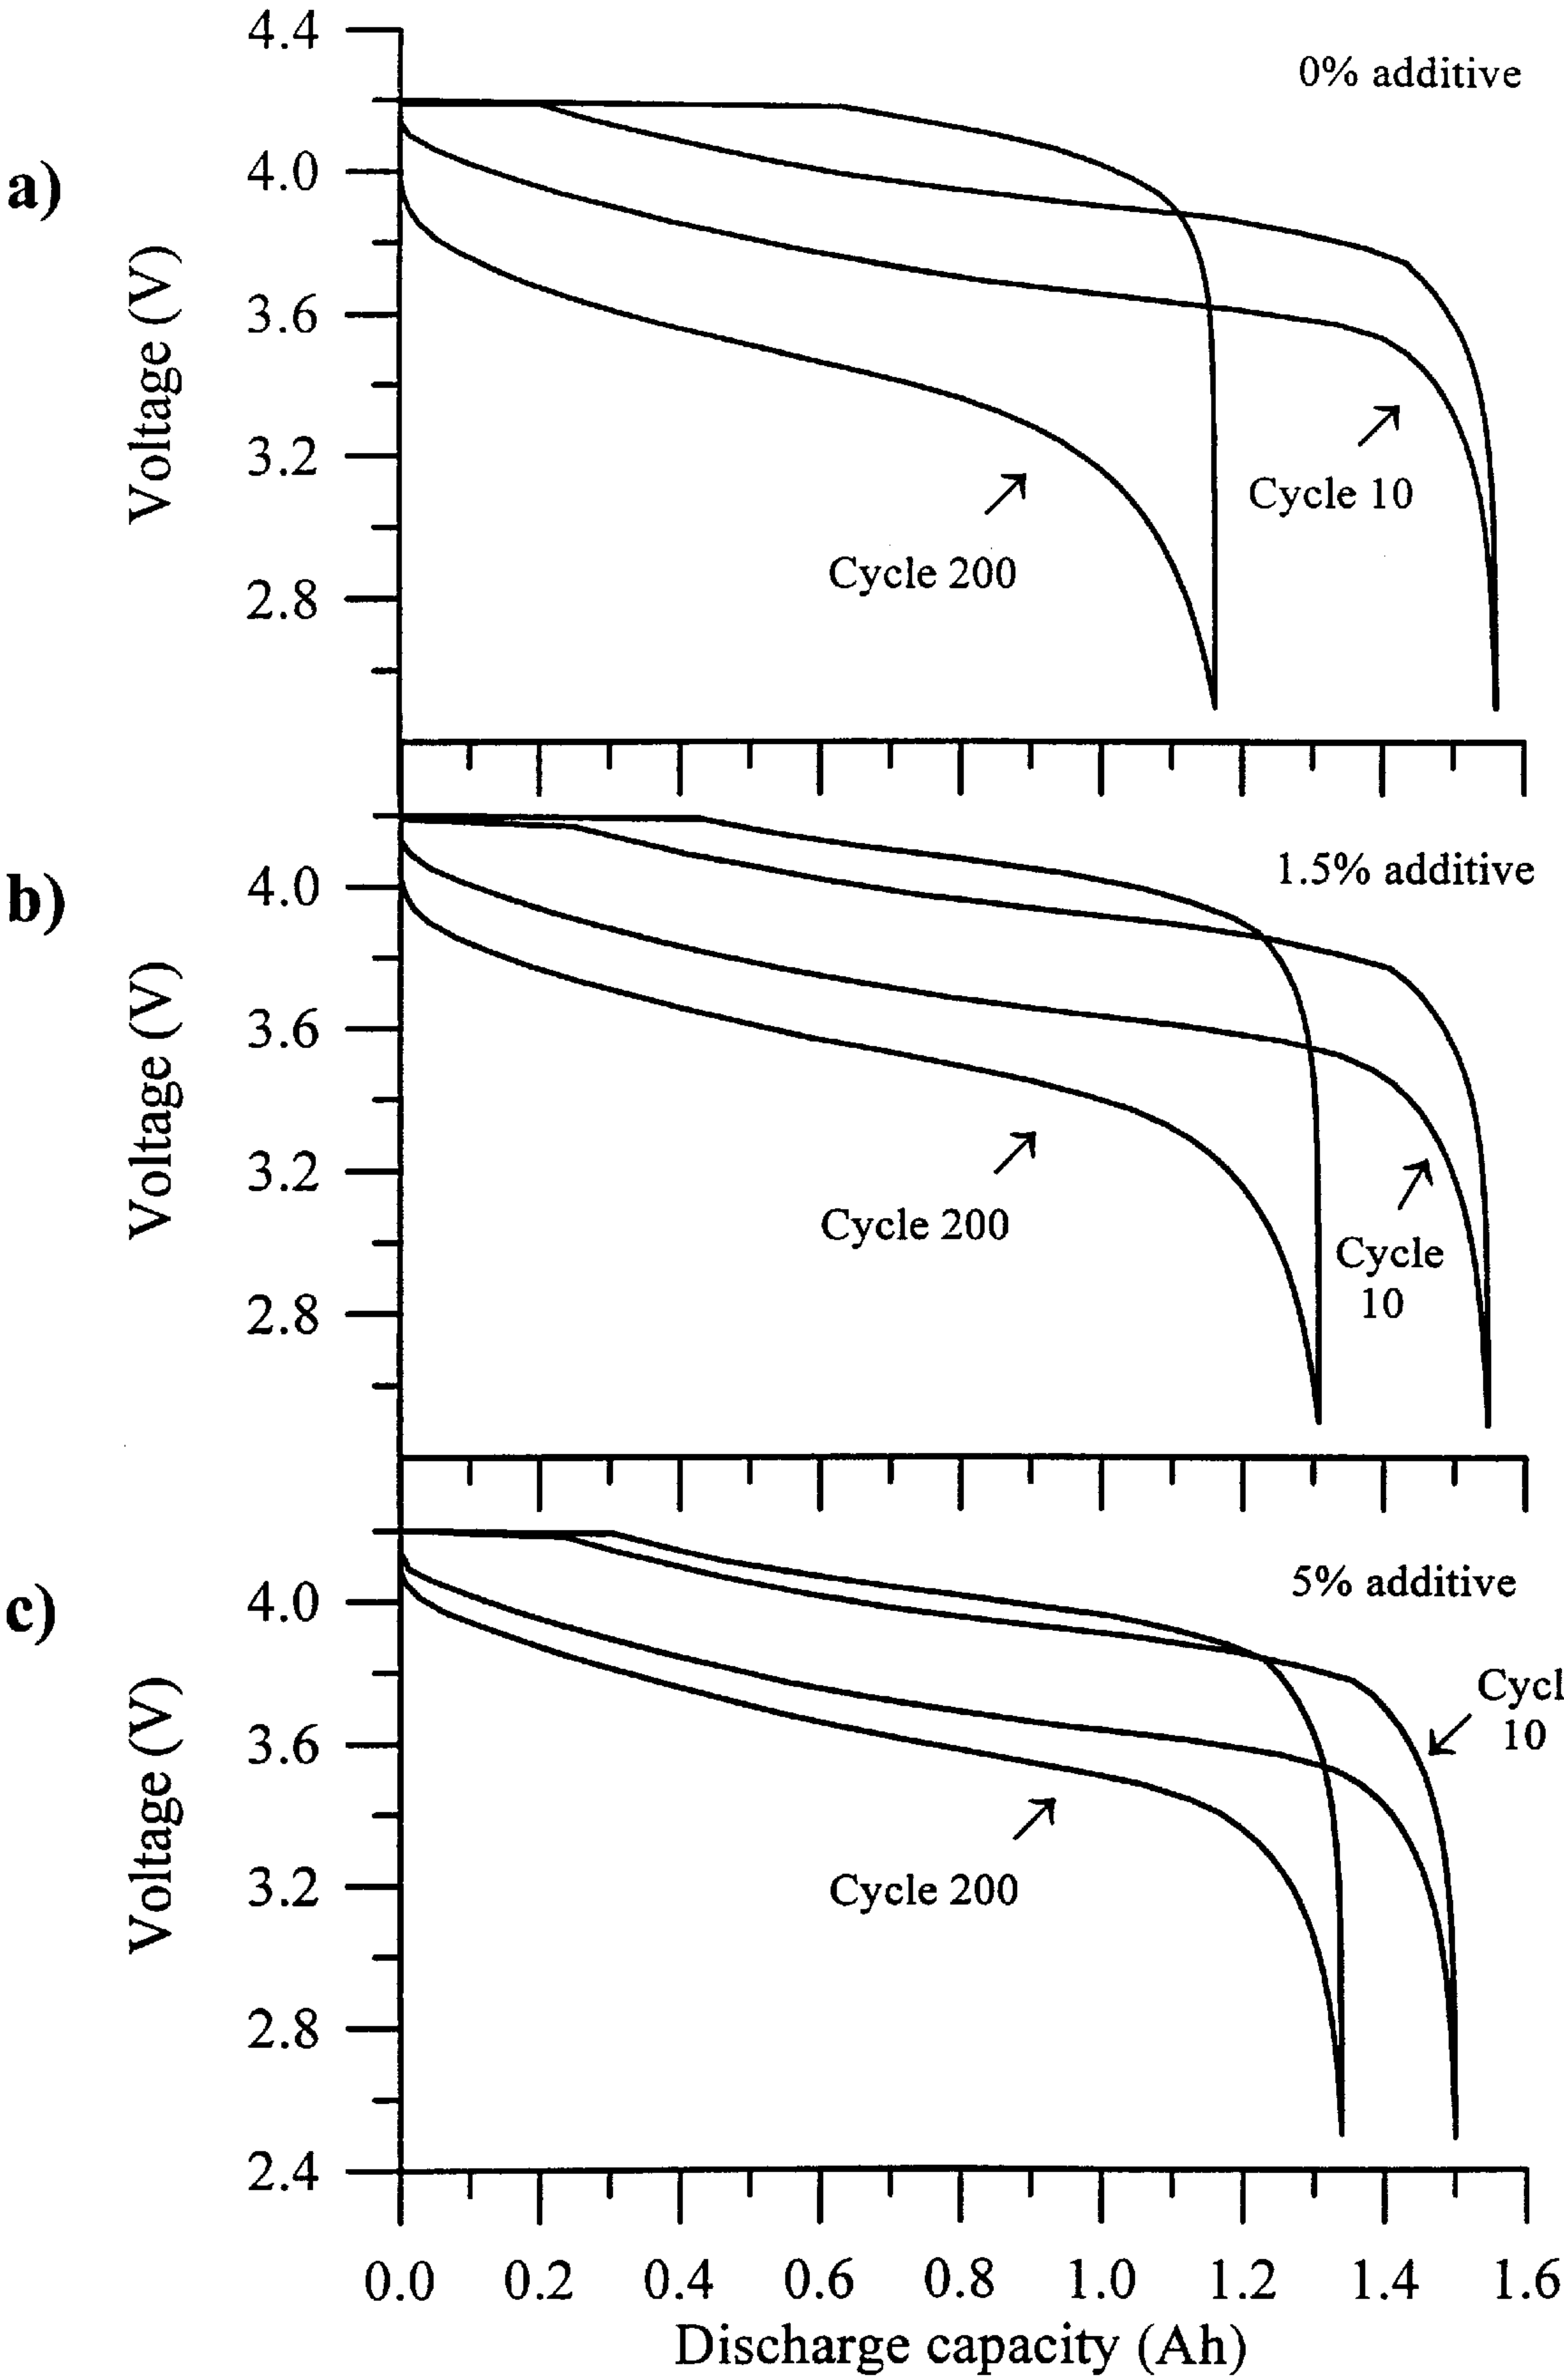 4.4
0% additive
a)
4.0
Voltage (V)
3.6
3.2
Cycle 10
Cycle 200
2.8
b)
1.5% additive
4.0
Voltage (V)
3.6
3.2
Cycle 200
Cycle
10
2.8
c)
5% additive
4.0
Voltage (V)
Cycl
10
3.6
3.2
Cycle 200
2.8
2.4
0.0 0.2 0.4 0.6 0.8 1.0 1.2 1.4 1.6
Discharge capacity (Ah)